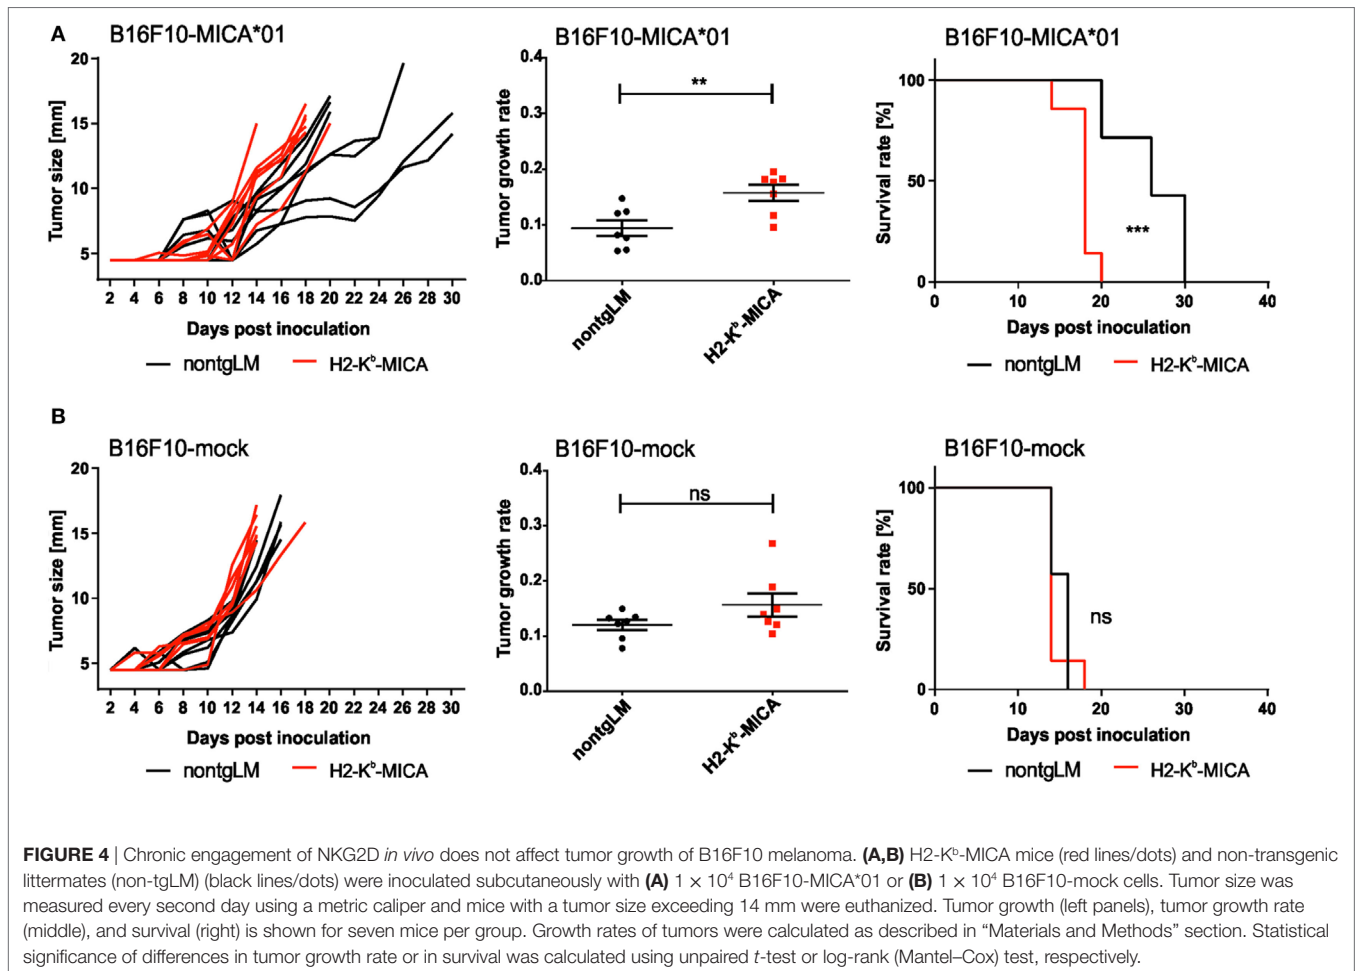 A
B16F10-MICA*01
20
15
10
5
Tumor size [mm]
2 4 6 8 10 12 14 16 18 20 22 24 26 28 30
Days post inoculation
nontgLM
H2-Kᵇ-MICA
B16F10-MICA*01
0.4
0.3
0.2
0.1
0.0
Tumor growth rate
**
nontgLM
H2-Kᵇ-MICA
B16F10-MICA*01
100
50
0
Survival rate [%]
***
0 10 20 30 40
Days post inoculation
nontgLM
H2-Kᵇ-MICA
B
B16F10-mock
20
15
10
5
Tumor size [mm]
2 4 6 8 10 12 14 16 18 20 22 24 26 28 30
Days post inoculation
nontgLM
H2-Kᵇ-MICA
B16F10-mock
0.4
0.3
0.2
0.1
0.0
Tumor growth rate
ns
nontgLM
H2-Kᵇ-MICA
B16F10-mock
100
50
0
Survival rate [%]
ns
0 10 20 30 40
Days post inoculation
nontgLM
H2-Kᵇ-MICA
FIGURE 4 | Chronic engagement of NKG2D in vivo does not affect tumor growth of B16F10 melanoma. (A,B) H2-Kᵇ-MICA mice (red lines/dots) and non-transgenic
littermates (non-tgLM) (black lines/dots) were inoculated subcutaneously with (A) 1 × 10⁴ B16F10-MICA*01 or (B) 1 × 10⁴ B16F10-mock cells. Tumor size was
measured every second day using a metric caliper and mice with a tumor size exceeding 14 mm were euthanized. Tumor growth (left panels), tumor growth rate
(middle), and survival (right) is shown for seven mice per group. Growth rates of tumors were calculated as described in “Materials and Methods” section. Statistical
significance of differences in tumor growth rate or in survival was calculated using unpaired t-test or log-rank (Mantel–Cox) test, respectively.